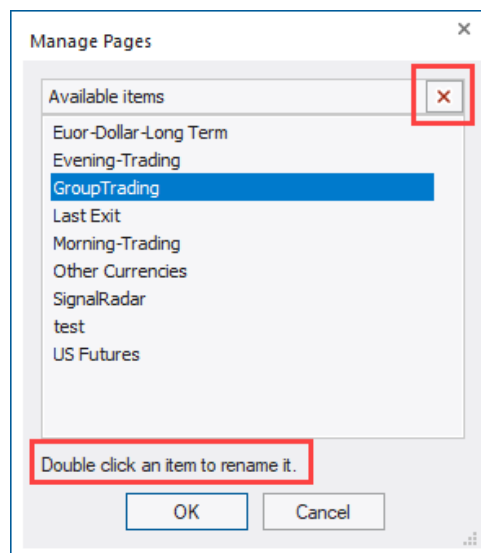 Manage Pages
Available items
Euor-Dollar-Long Term
Evening-Trading
GroupTrading
Last Exit
Morning-Trading
Other Currencies
SignalRadar
test
US Futures
Double click an item to rename it.
OK Cancel